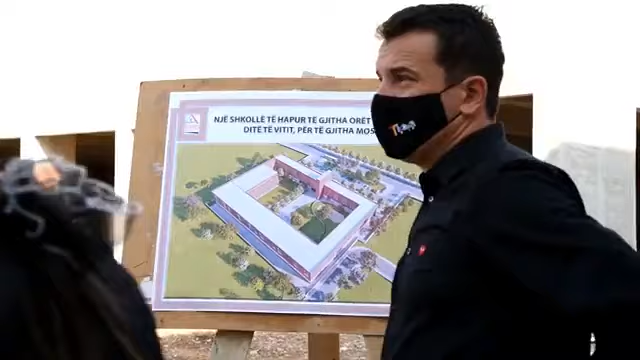 NJË SHKOLLË TË HAPUR TË GJITHA ORËT
DITË TË VITIT, PËR TË GJITHA MOS